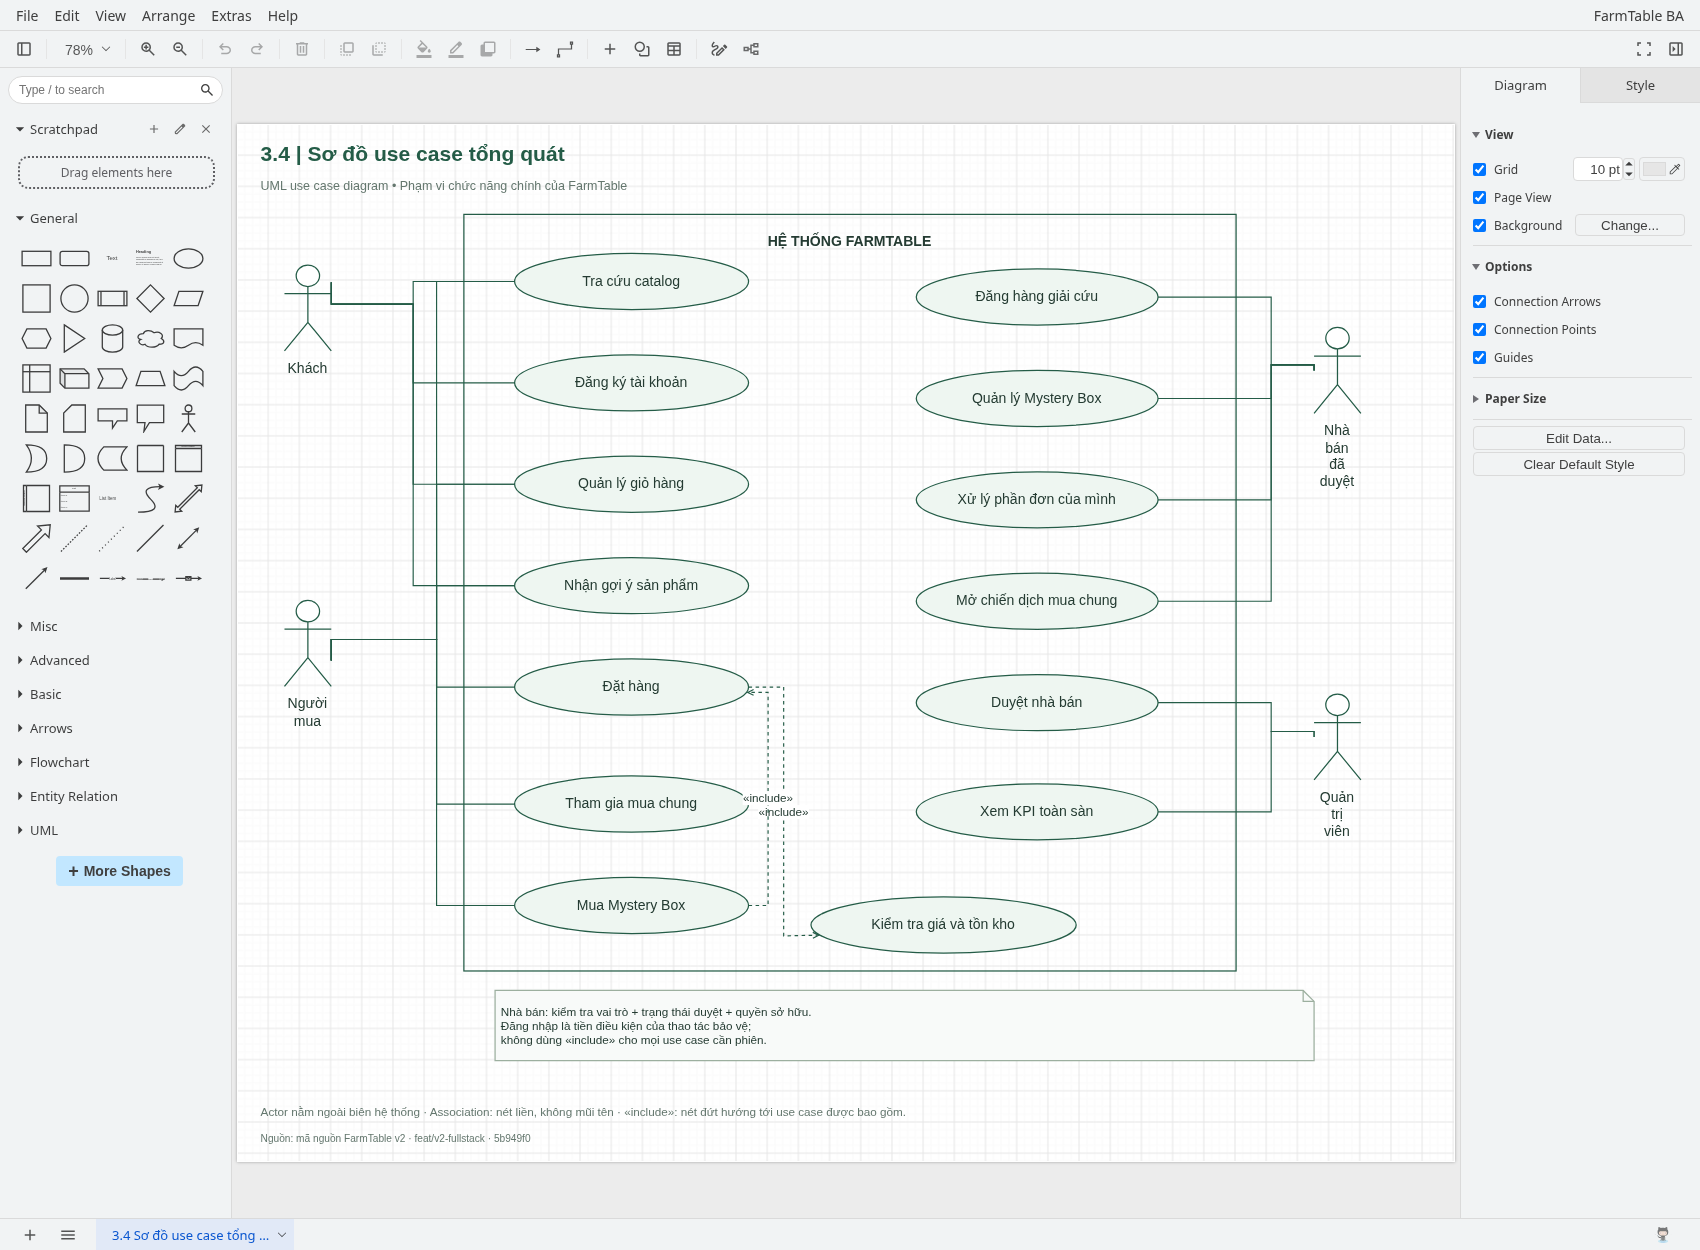 File Edit View Arrange Extras Help
FarmTable BA
78%
Type / to search
Scratchpad
Drag elements here
General
Text
Heading
List Item
Misc
Advanced
Basic
Arrows
Flowchart
Entity Relation
UML
+ More Shapes
3.4 | Sơ đồ use case tổng quát
UML use case diagram • Phạm vi chức năng chính của FarmTable
HỆ THỐNG FARMTABLE
Khách
Người
mua
Tra cứu catalog
Đăng ký tài khoản
Quản lý giỏ hàng
Nhận gợi ý sản phẩm
Đặt hàng
Tham gia mua chung
Mua Mystery Box
«include»
«include»
Đăng hàng giải cứu
Quản lý Mystery Box
Xử lý phần đơn của mình
Mở chiến dịch mua chung
Duyệt nhà bán
Xem KPI toàn sàn
Kiểm tra giá và tồn kho
Nhà
bán
đã
duyệt
Quản
trị
viên
Nhà bán: kiểm tra vai trò + trạng thái duyệt + quyền sở hữu.
Đăng nhập là tiền điều kiện của thao tác bảo vệ;
không dùng «include» cho mọi use case cần phiên.
Actor nằm ngoài biên hệ thống · Association: nét liền, không mũi tên · «include»: nét đứt hướng tới use case được bao gồm.
Nguồn: mã nguồn FarmTable v2 · feat/v2-fullstack · 5b949f0
Diagram Style
View
Grid 10 pt
Page View
Background Change...
Options
Connection Arrows
Connection Points
Guides
Paper Size
Edit Data...
Clear Default Style
3.4 Sơ đồ use case tổng ...